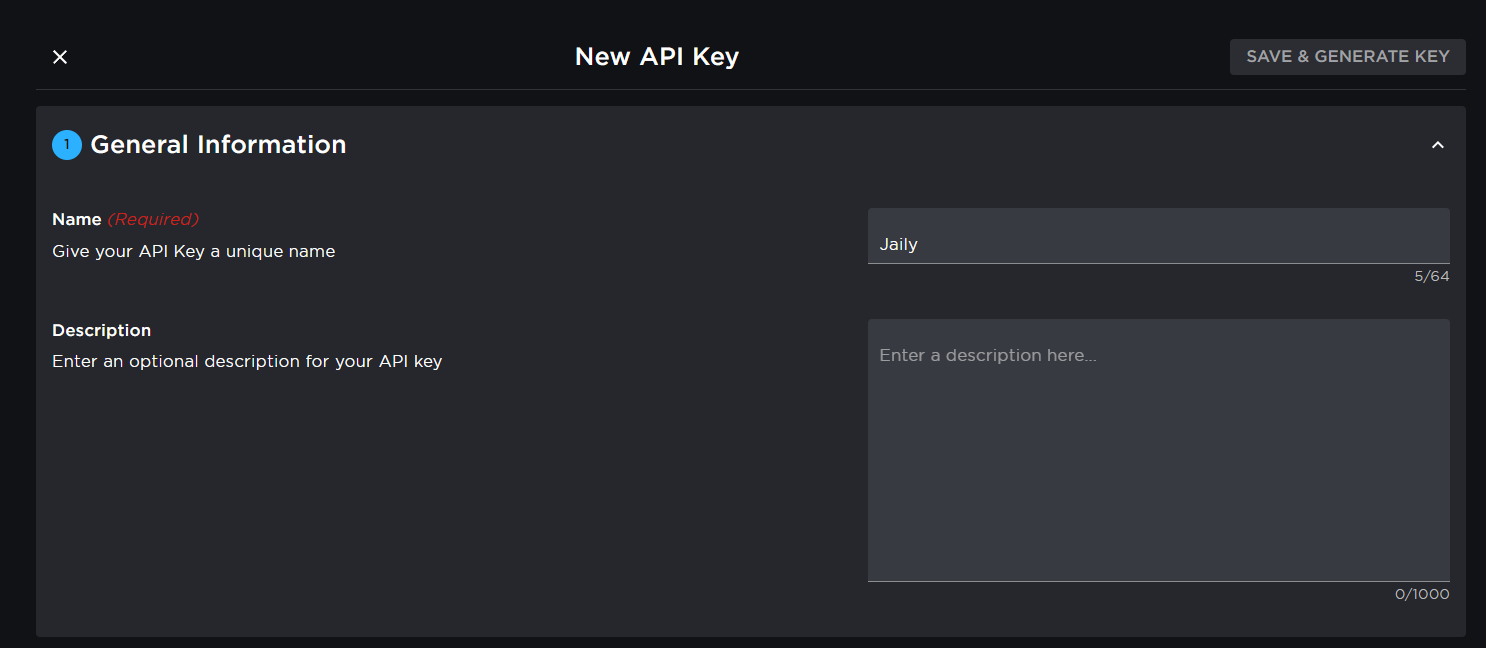 New API Key
SAVE & GENERATE KEY
1 General Information
Name (Required)
Give your API Key a unique name
Jaily
5/64
Description
Enter an optional description for your API key
Enter a description here...
0/1000